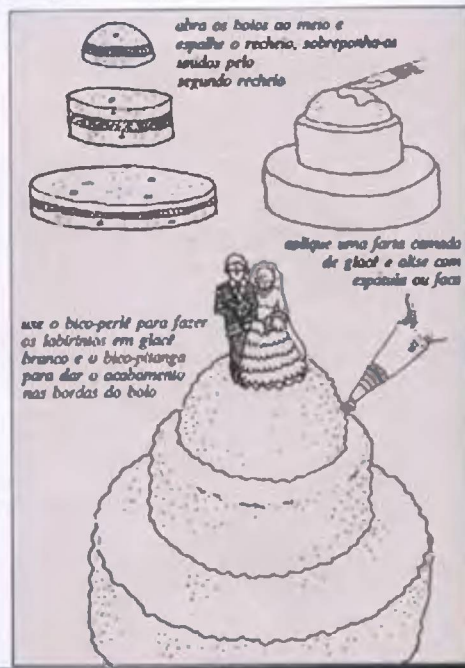 abra os bolos ao meio e
espalhe o recheio, sobreponha-os
unidos pelo
segundo recheio
aplique uma farta camada
de glacê e alise com
espátula ou faca
use o bico-perlê para fazer
os labirintos em glacê
branco e o bico-pitanga
para dar o acabamento
nas bordas do bolo